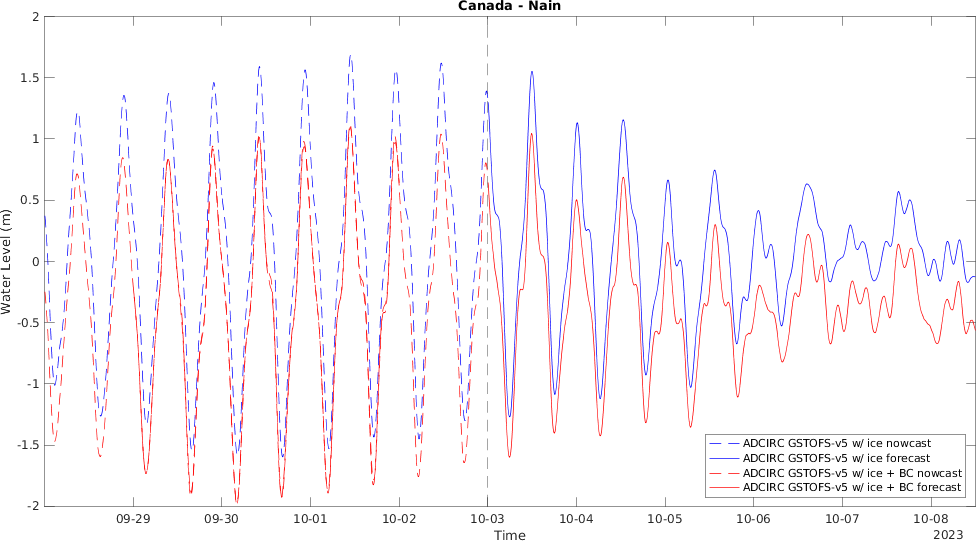 Canada - Nain
Water Level (m)
2
1.5
1
0.5
0
-0.5
-1
-1.5
-2
ADCIRC GSTOFS-v5 w/ ice nowcast
ADCIRC GSTOFS-v5 w/ ice forecast
ADCIRC GSTOFS-v5 w/ ice + BC nowcast
ADCIRC GSTOFS-v5 w/ ice + BC forecast
09-29 09-30 10-01 10-02 10-03 10-04 10-05 10-06 10-07 10-08
Time
2023